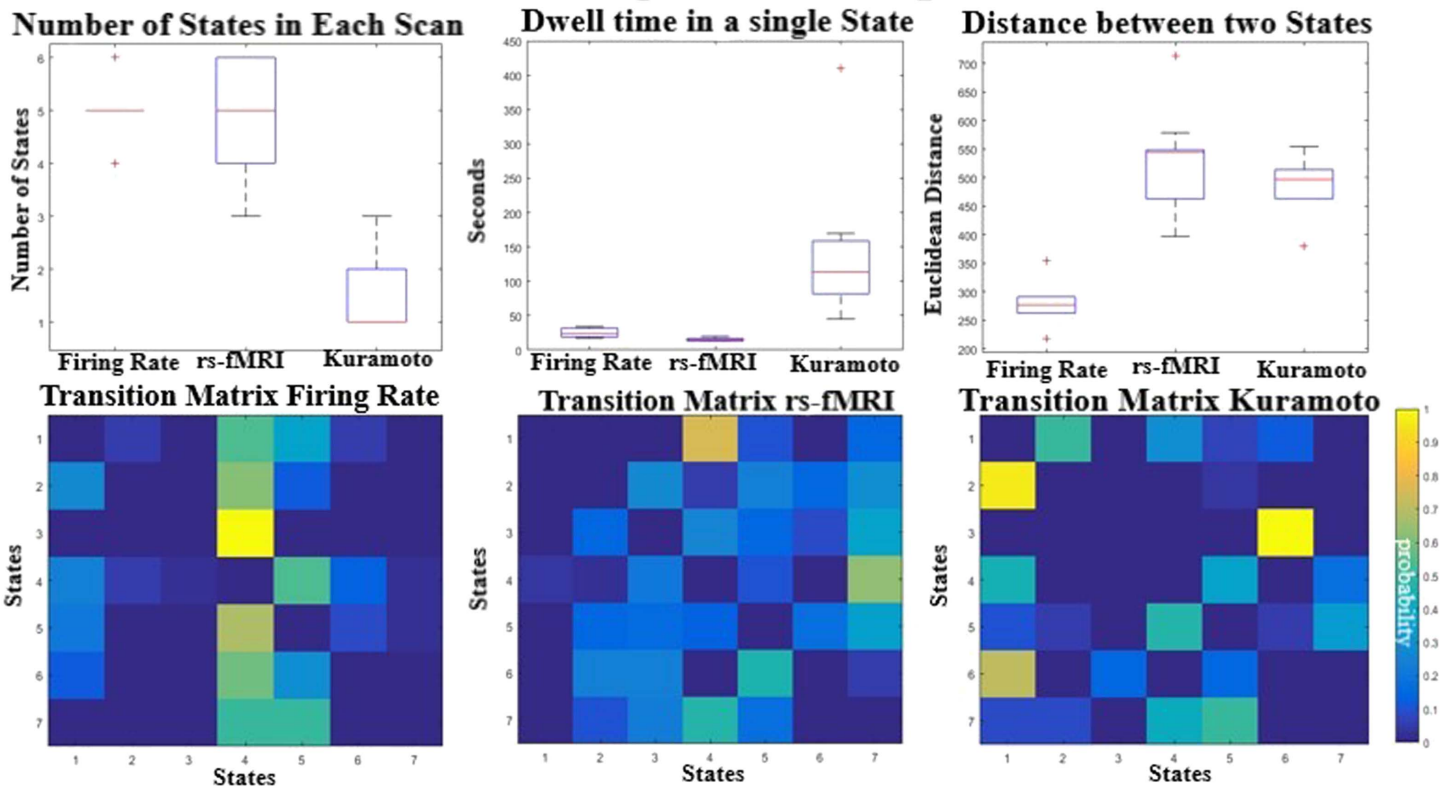 Number of States in Each Scan
Number of States
6
5
4
3
2
1
Firing Rate rs-fMRI Kuramoto
Dwell time in a single State
Seconds
450
400
350
300
250
200
150
100
50
0
Firing Rate rs-fMRI Kuramoto
Distance between two States
Euclidean Distance
700
650
600
550
500
450
400
350
300
250
200
Firing Rate rs-fMRI Kuramoto
Transition Matrix Firing Rate
States
1
2
3
4
5
6
7
1 2 3 4 5 6 7
States
Transition Matrix rs-fMRI
States
1
2
3
4
5
6
7
1 2 3 4 5 6 7
States
Transition Matrix Kuramoto
States
1
2
3
4
5
6
7
1 2 3 4 5 6 7
States
1
0.9
0.8
0.7
0.6
0.5
0.4
0.3
0.2
0.1
0
probability